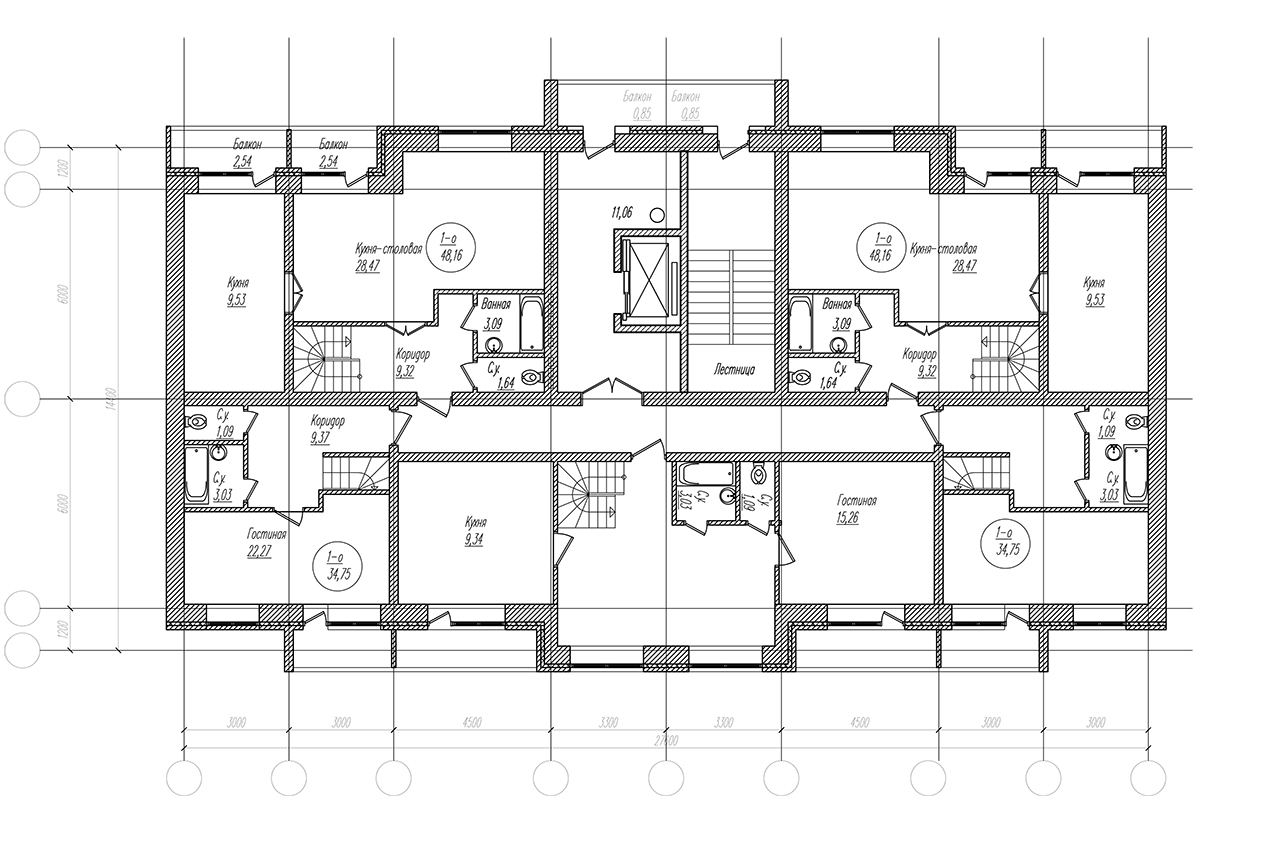 Балкон
0,85
Балкон
0,85
Балкон
2,54
Балкон
2,54
1200
6000
14400
6000
1200
11,06
Кухня-столовая
28,47
1-о
48,16
1-о
48,16
Кухня-столовая
28,47
Кухня
9,53
Кухня
9,53
Ванная
3,09
Ванная
3,09
Коридор
9,32
С.у.
1,64
Лестница
С.у.
1,64
Коридор
9,32
С.у.
1,09
Коридор
9,37
С.у.
1,09
С.у.
3,03
С.у.
3,03
С.у.
1,09
Гостиная
15,26
С.у.
3,03
Кухня
9,34
Гостиная
22,27
1-о
34,75
1-о
34,75
3000
3000
4500
3300
3300
4500
3000
3000
27600